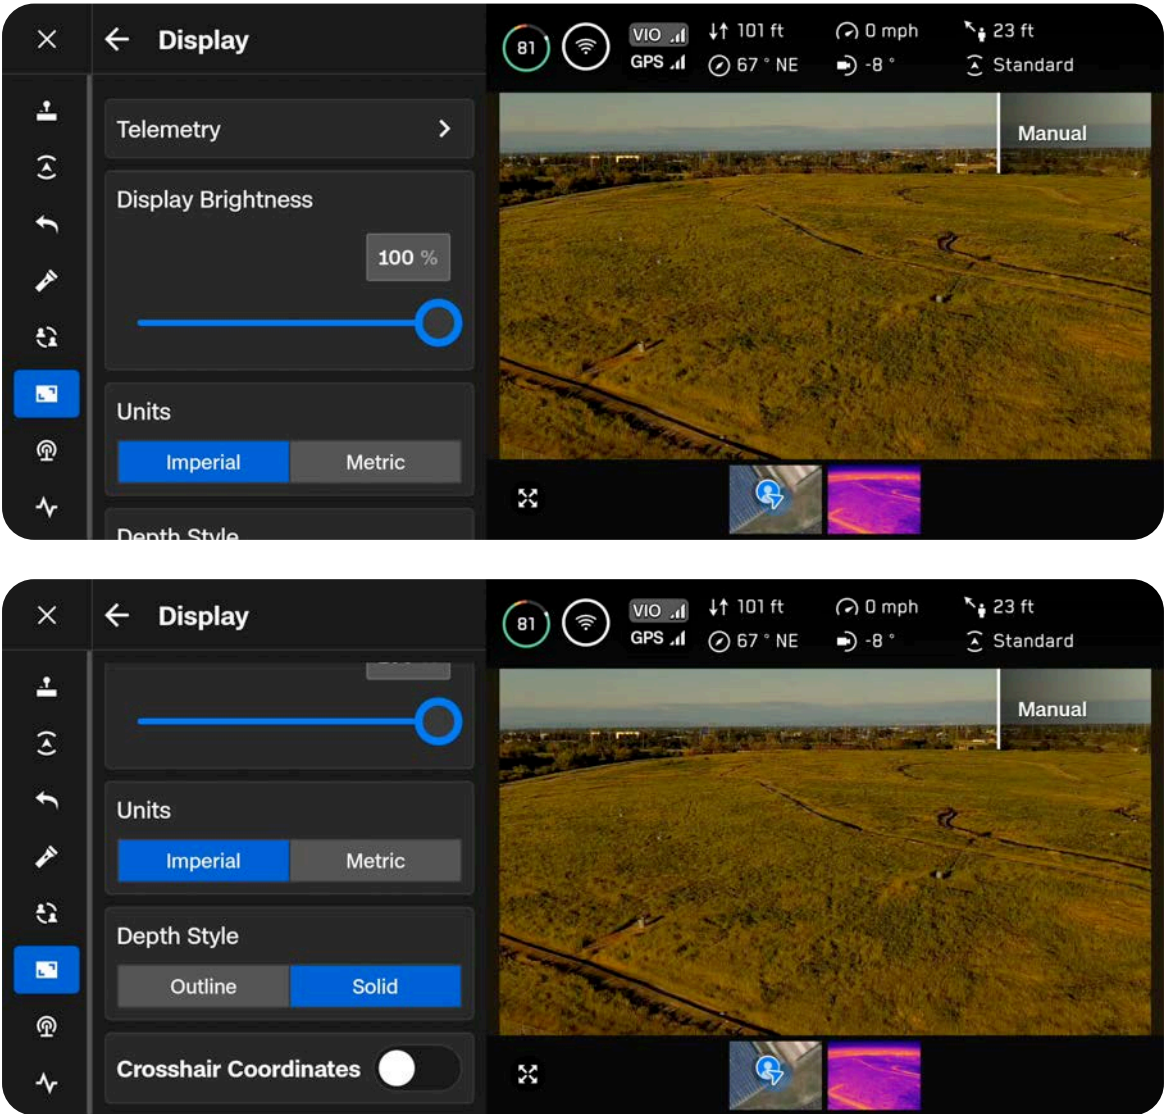 Display
81
VIO
GPS
101 ft
67 ° NE
0 mph
-8 °
23 ft
Standard
Telemetry
Manual
Display Brightness
100 %
Units
Imperial
Metric
Depth Style
Display
81
VIO
GPS
101 ft
67 ° NE
0 mph
-8 °
23 ft
Standard
Manual
Units
Imperial
Metric
Depth Style
Outline
Solid
Crosshair Coordinates